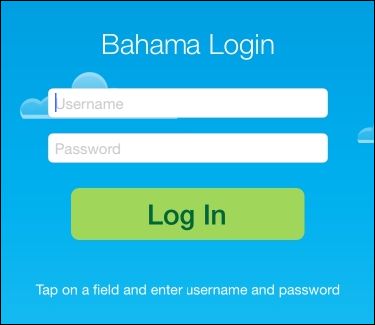 Bahama Login
Username
Password
Log In
Tap on a field and enter username and password